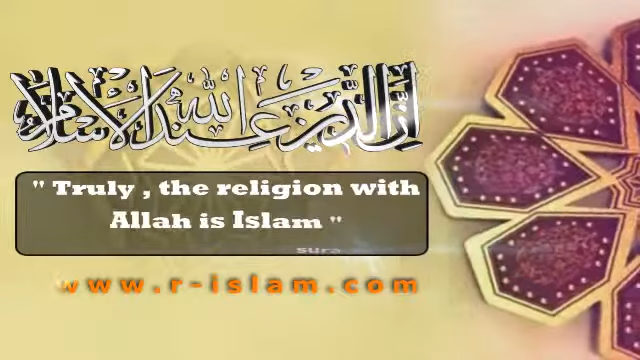 إن الدين عند الله الإسلام
" Truly , the religion with
Allah is Islam "
sura
www.r-islam.com